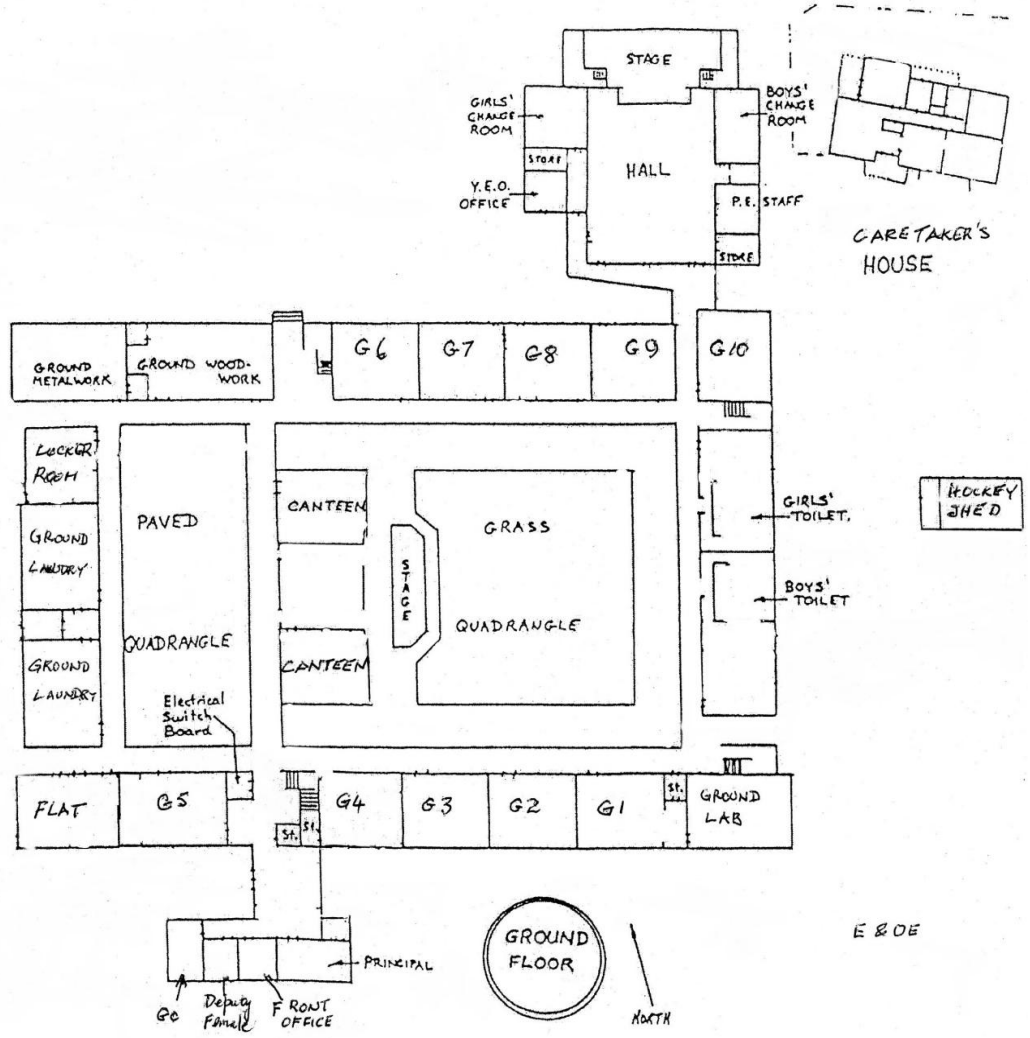 STAGE
GIRLS'
CHANGE
ROOM
BOYS'
CHANGE
ROOM
STORE
HALL
Y.E.O.
OFFICE
P.E. STAFF
STORE
CARETAKER'S
HOUSE
GROUND
METALWORK
GROUND WOOD-
WORK
G6
G7
G8
G9
G10
LOCKER
ROOM
PAVED
CANTEEN
GRASS
GIRLS'
TOILET.
HOCKEY
SHED
GROUND
LAUNDRY
STAGE
BOYS'
TOILET
QUADRANGLE
QUADRANGLE
GROUND
LAUNDRY
CANTEEN
Electrical
Switch
Board
FLAT
G5
St.
St.
G4
G3
G2
G1
St.
GROUND
LAB
PRINCIPAL
GROUND
FLOOR
E & OE
Deputy
Female
FRONT
OFFICE
NORTH